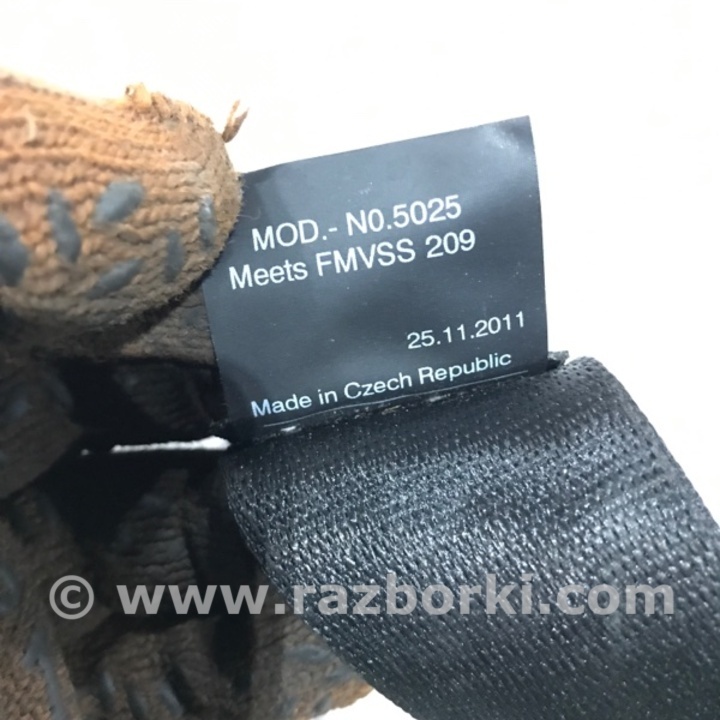 MOD.- N0.5025
Meets FMVSS 209
25.11.2011
Made in Czech Republic
© www.razborki.com